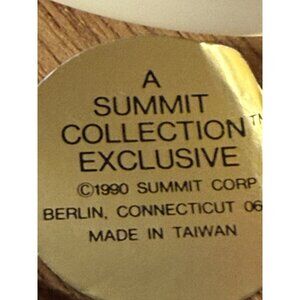 A
SUMMIT
COLLECTION™
EXCLUSIVE
©1990 SUMMIT CORP
BERLIN, CONNECTICUT 06
MADE IN TAIWAN